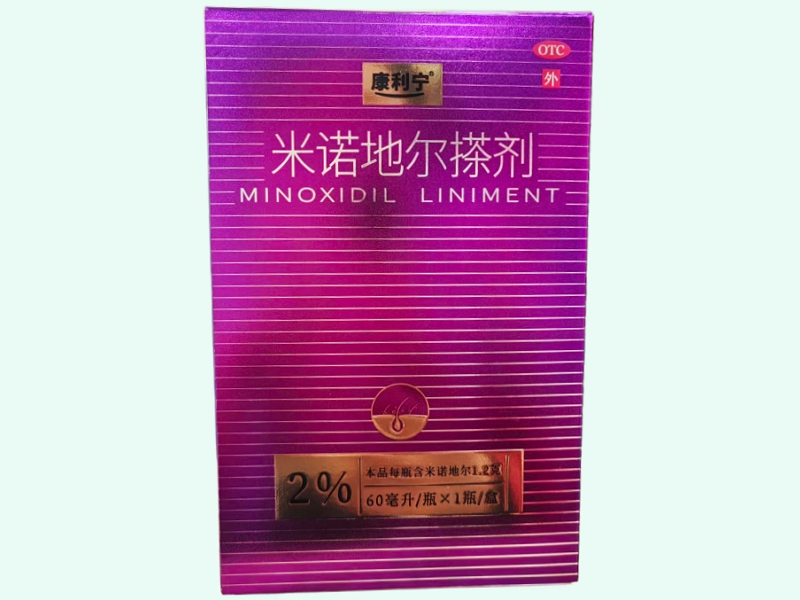 OTC
外
康利宁®
米诺地尔搽剂
MINOXIDIL LINIMENT
2%
本品每瓶含米诺地尔1.2克
60毫升/瓶×1瓶/盒